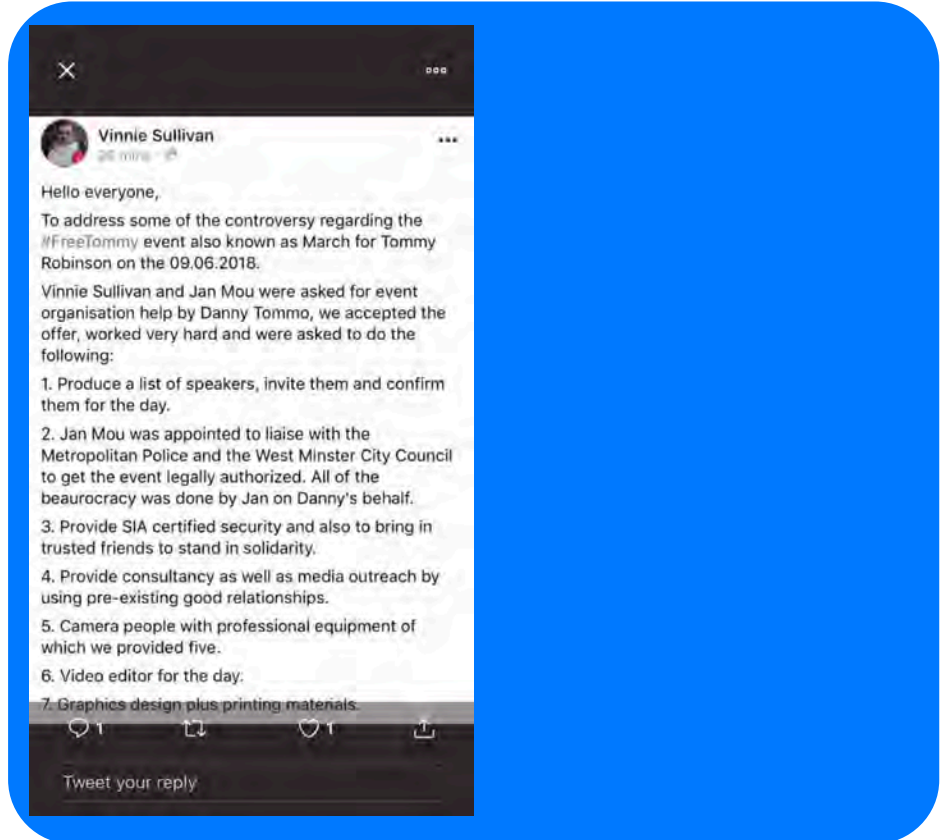 Vinnie Sullivan
26 mins
Hello everyone,
To address some of the controversy regarding the
#FreeTommy event also known as March for Tommy
Robinson on the 09.06.2018.
Vinnie Sullivan and Jan Mou were asked for event
organisation help by Danny Tommo, we accepted the
offer, worked very hard and were asked to do the
following:
1. Produce a list of speakers, invite them and confirm
them for the day.
2. Jan Mou was appointed to liaise with the
Metropolitan Police and the West Minster City Council
to get the event legally authorized. All of the
beaurocracy was done by Jan on Danny's behalf.
3. Provide SIA certified security and also to bring in
trusted friends to stand in solidarity.
4. Provide consultancy as well as media outreach by
using pre-existing good relationships.
5. Camera people with professional equipment of
which we provided five.
6. Video editor for the day.
7. Graphics design plus printing materials.
1 1
Tweet your reply